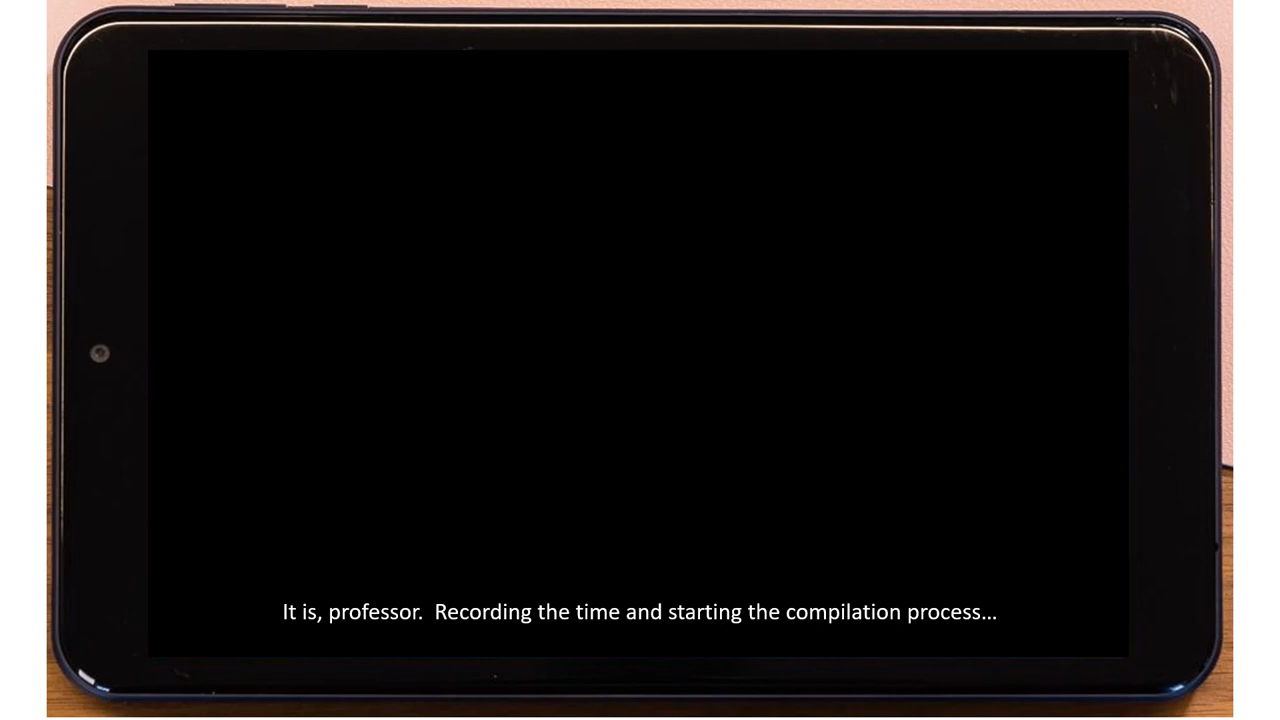 It is, professor.  Recording the time and starting the compilation process...